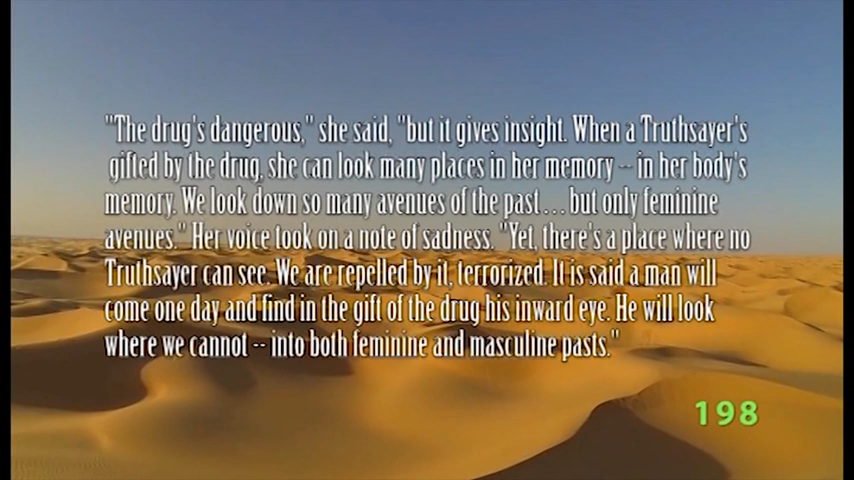 "The drug's dangerous," she said, "but it gives insight. When a Truthsayer's
gifted by the drug, she can look many places in her memory -- in her body's
memory. We look down so many avenues of the past... but only feminine
avenues." Her voice took on a note of sadness. "Yet, there's a place where no
Truthsayer can see. We are repelled by it, terrorized. It is said a man will
come one day and find in the gift of the drug his inward eye. He will look
where we cannot -- into both feminine and masculine pasts."
198